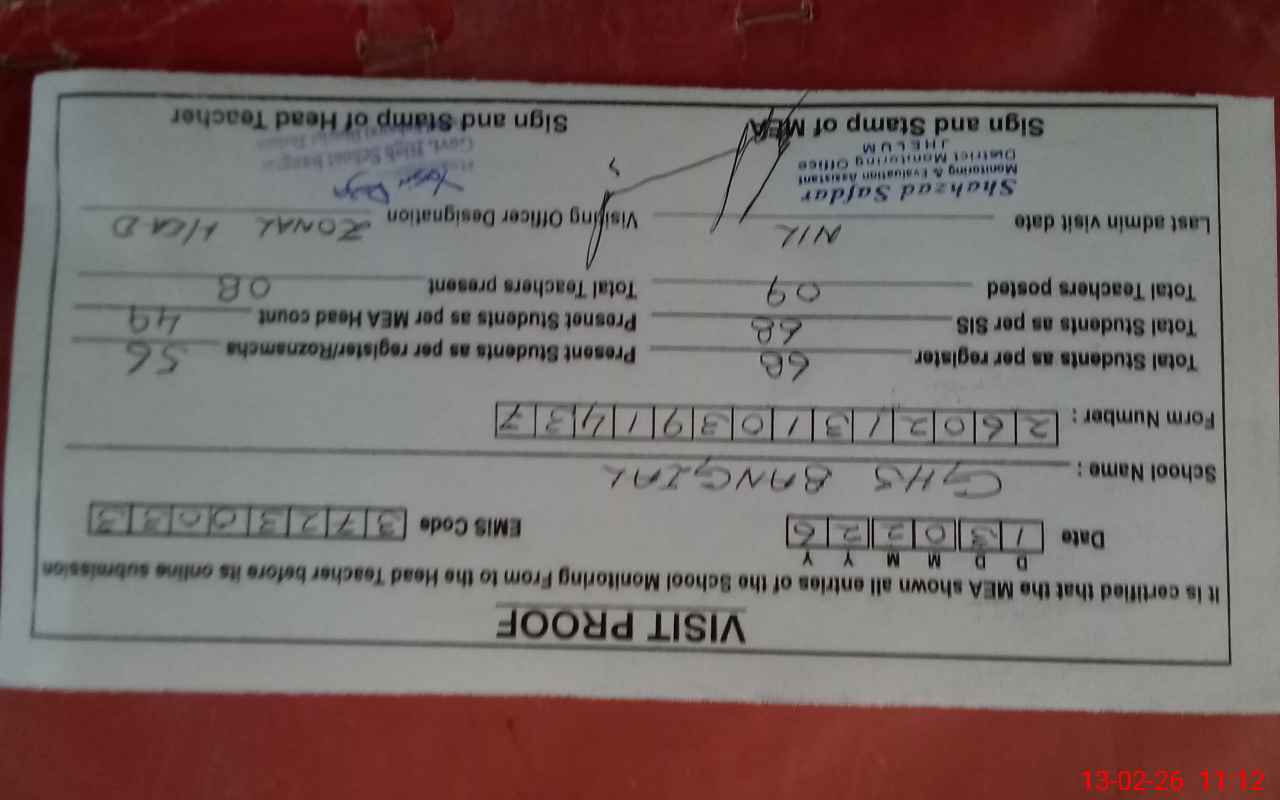 VISIT PROOF
It is certified that the MEA shown all entries of the School Monitoring From to the Head Teacher before its online submission
D D M M Y Y
Date 1 3 0 2 2 6 EMIS Code 3 7 2 3 0 0 3 3
School Name : GHS BANGIAL
Form Number : 2 6 0 2 1 3 1 0 3 9 1 4 3 7
Total Students as per register 68 Present Students as per register/Roznamcha 56
Total Students as per SIS 68 Presnet Students as per MEA Head count 49
Total Teachers posted 09 Total Teachers present 08
Last admin visit date NIL Visiting Officer Designation ZONAL HEAD
Shahzad Safdar
Monitoring & Evaluation Assistant
District Monitoring Office
JHELUM
Govt. High School
Sign and Stamp of MEA Sign and Stamp of Head Teacher
13-02-26 11:12